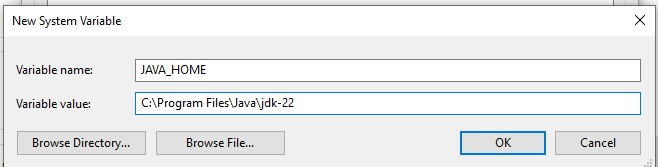 New System Variable
Variable name: JAVA_HOME
Variable value: C:\Program Files\Java\jdk-22
Browse Directory... Browse File... OK Cancel